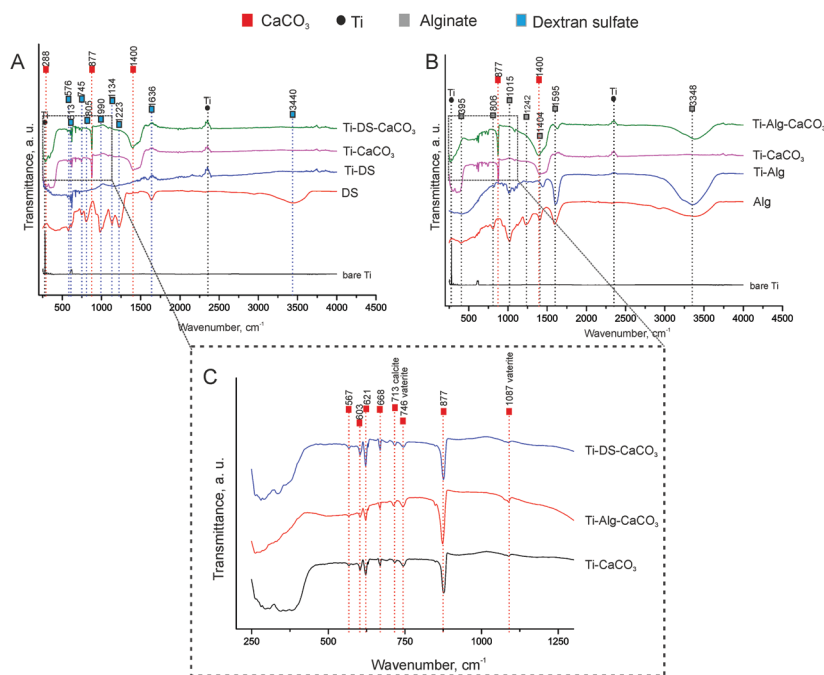 CaCO₃ Ti Alginate Dextran sulfate
A
288
576
613
745
805
877
990
1134
1223
1400
1636
Ti
3440
Ti
Ti-DS-CaCO₃
Ti-CaCO₃
Ti-DS
DS
bare Ti
Transmittance, a. u.
500 1000 1500 2000 2500 3000 3500 4000 4500
Wavenumber, cm⁻¹
B
Ti
395
806
877
1015
1242
1400
1404
1595
Ti
3348
Ti-Alg-CaCO₃
Ti-CaCO₃
Ti-Alg
Alg
bare Ti
Transmittance, a. u.
500 1000 1500 2000 2500 3000 3500 4000 4500
Wavenumber, cm⁻¹
C
567
603
621
668
713 calcite
746 vaterite
877
1087 vaterite
Ti-DS-CaCO₃
Ti-Alg-CaCO₃
Ti-CaCO₃
Transmittance, a. u.
250 500 750 1000 1250
Wavenumber, cm⁻¹